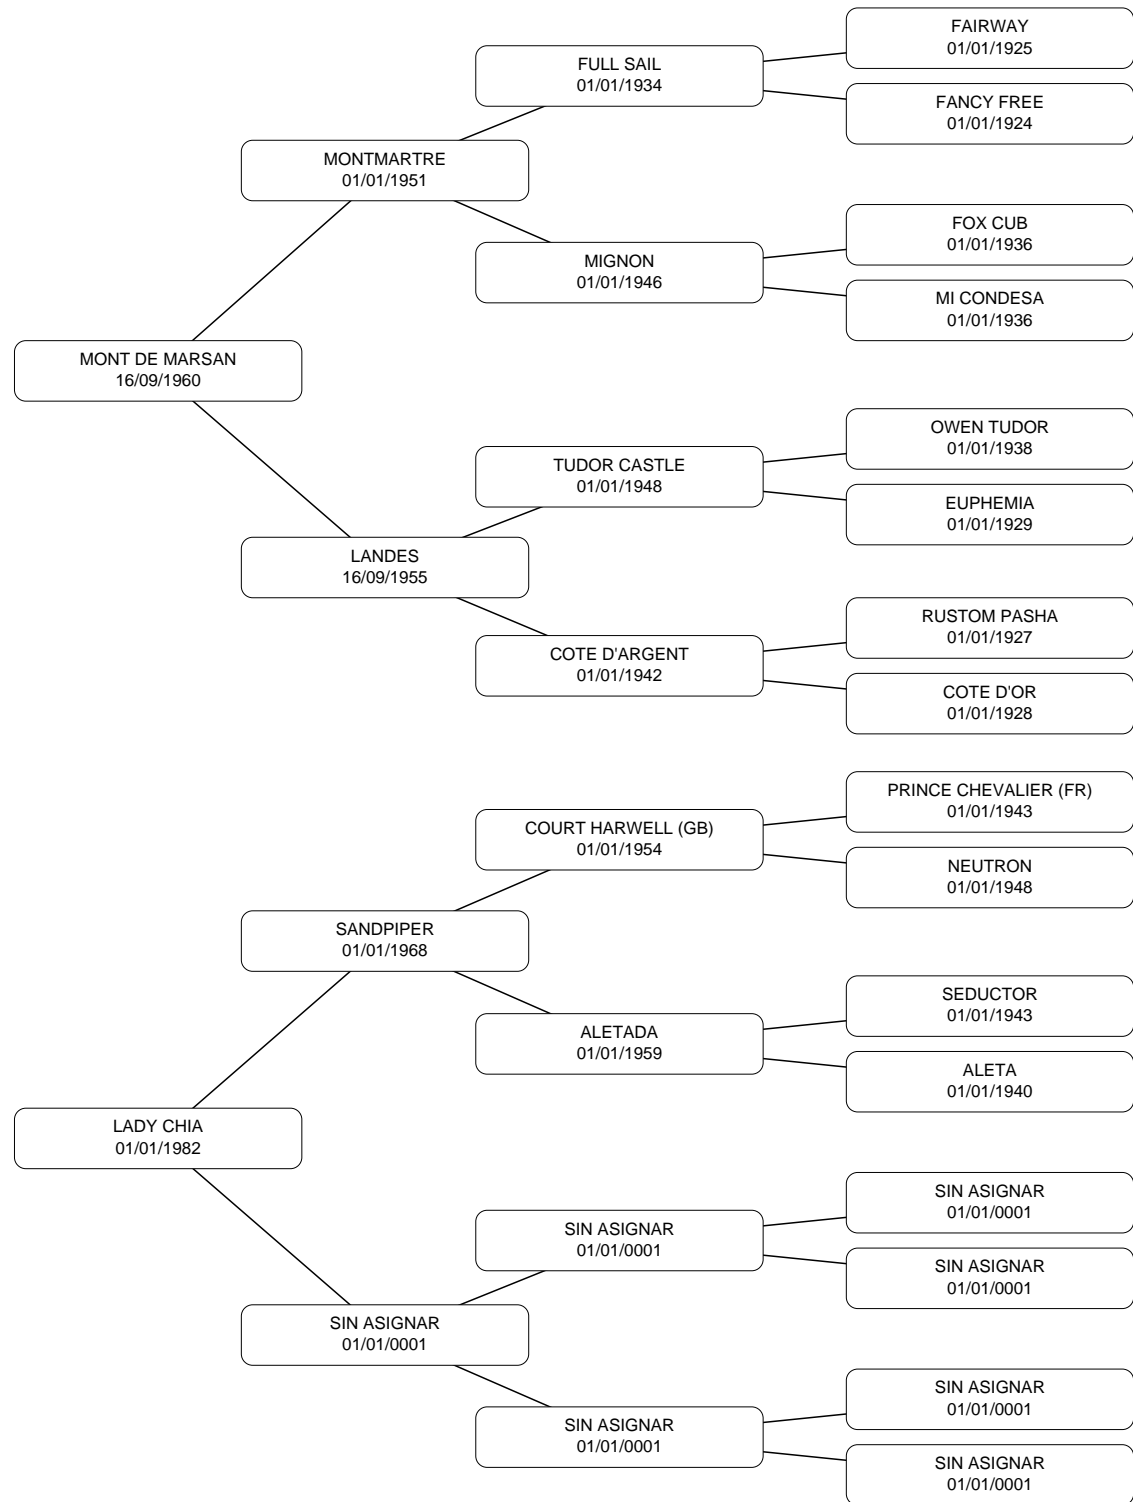 FAIRWAY
01/01/1925
FULL SAIL
01/01/1934
FANCY FREE
01/01/1924
MONTMARTRE
01/01/1951
FOX CUB
01/01/1936
MIGNON
01/01/1946
MI CONDESA
01/01/1936
MONT DE MARSAN
16/09/1960
OWEN TUDOR
01/01/1938
TUDOR CASTLE
01/01/1948
EUPHEMIA
01/01/1929
LANDES
16/09/1955
RUSTOM PASHA
01/01/1927
COTE D'ARGENT
01/01/1942
COTE D'OR
01/01/1928
PRINCE CHEVALIER (FR)
01/01/1943
COURT HARWELL (GB)
01/01/1954
NEUTRON
01/01/1948
SANDPIPER
01/01/1968
SEDUCTOR
01/01/1943
ALETADA
01/01/1959
ALETA
01/01/1940
LADY CHIA
01/01/1982
SIN ASIGNAR
01/01/0001
SIN ASIGNAR
01/01/0001
SIN ASIGNAR
01/01/0001
SIN ASIGNAR
01/01/0001
SIN ASIGNAR
01/01/0001
SIN ASIGNAR
01/01/0001
SIN ASIGNAR
01/01/0001